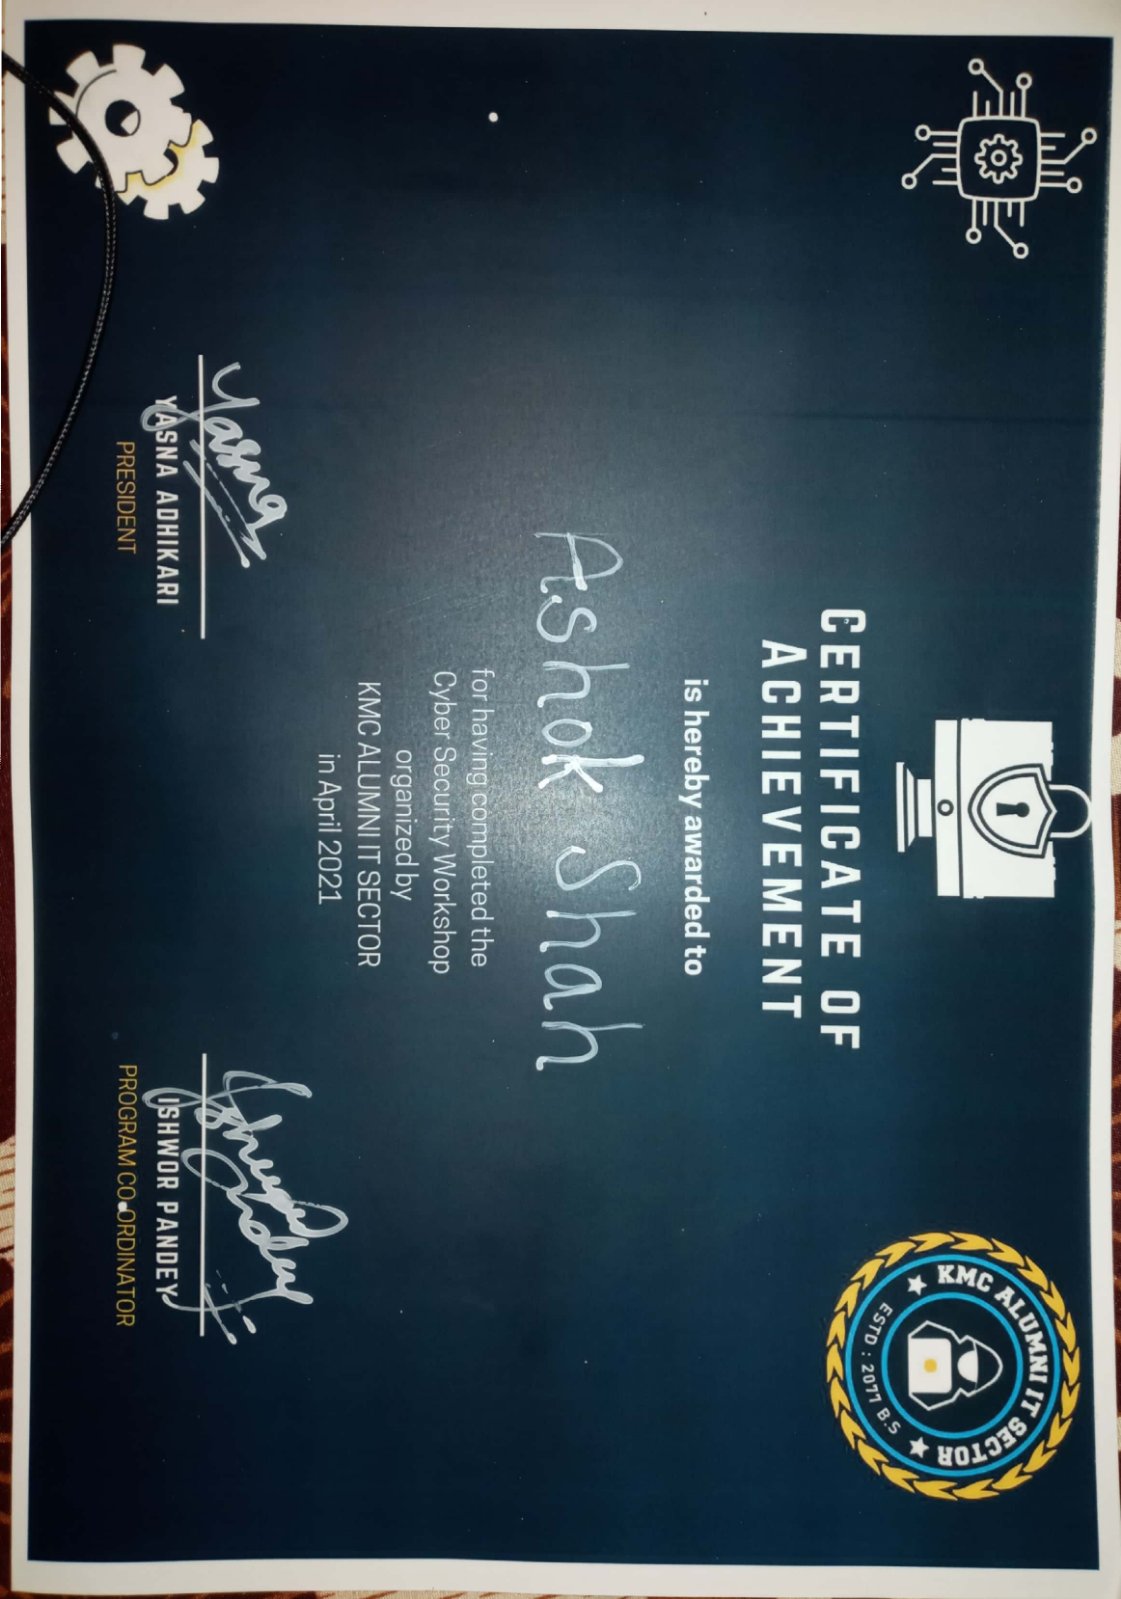 KMC ALUMNI IT SECTOR
ESTD : 2077 B.S
CERTIFICATE OF
ACHIEVEMENT
is hereby awarded to
Ashok Shah
for having completed the
Cyber Security Workshop
organized by
KMC ALUMNI IT SECTOR
in April 2021
Yasna
YASNA ADHIKARI
PRESIDENT
Ishwor Pandey
ISHWOR PANDEY
PROGRAM CO-ORDINATOR